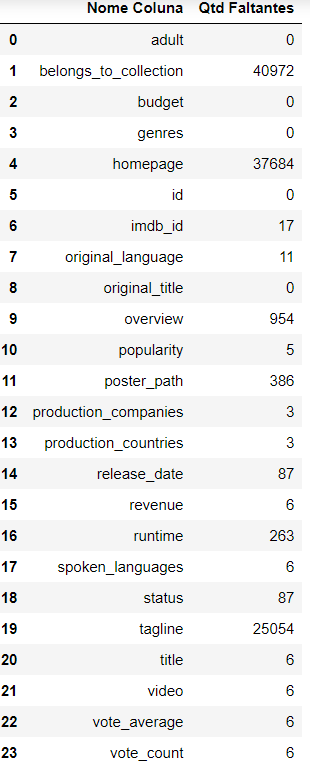 Nome Coluna Qtd Faltantes
0 adult 0
1 belongs_to_collection 40972
2 budget 0
3 genres 0
4 homepage 37684
5 id 0
6 imdb_id 17
7 original_language 11
8 original_title 0
9 overview 954
10 popularity 5
11 poster_path 386
12 production_companies 3
13 production_countries 3
14 release_date 87
15 revenue 6
16 runtime 263
17 spoken_languages 6
18 status 87
19 tagline 25054
20 title 6
21 video 6
22 vote_average 6
23 vote_count 6